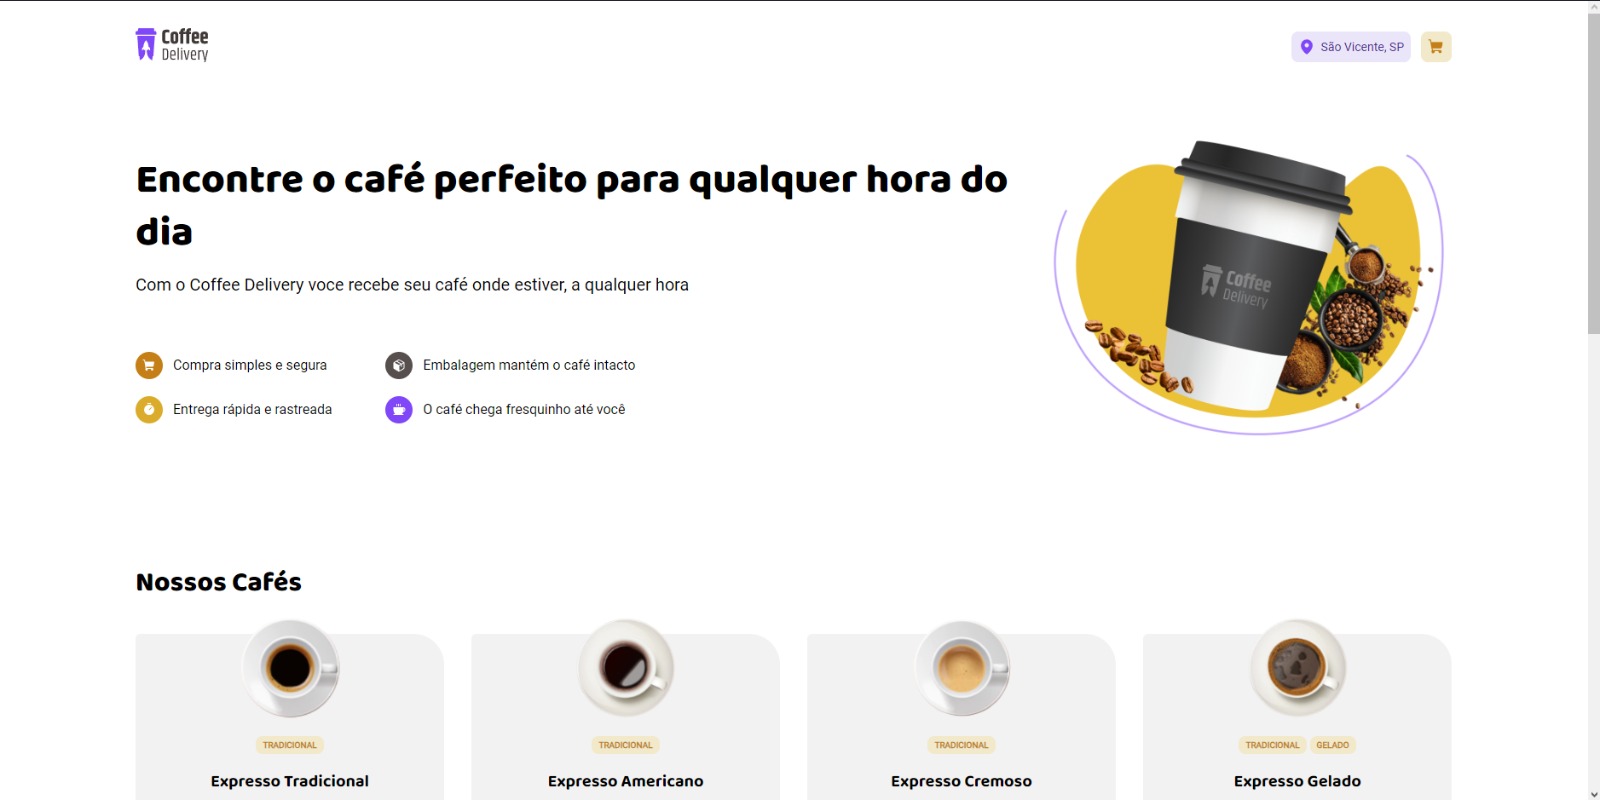 Coffee
Delivery
São Vicente, SP
Encontre o café perfeito para qualquer hora do
dia
Com o Coffee Delivery voce recebe seu café onde estiver, a qualquer hora
Coffee
Delivery
Compra simples e segura
Embalagem mantém o café intacto
Entrega rápida e rastreada
O café chega fresquinho até você
Nossos Cafés
TRADICIONAL
TRADICIONAL
TRADICIONAL
TRADICIONAL GELADO
Expresso Tradicional
Expresso Americano
Expresso Cremoso
Expresso Gelado